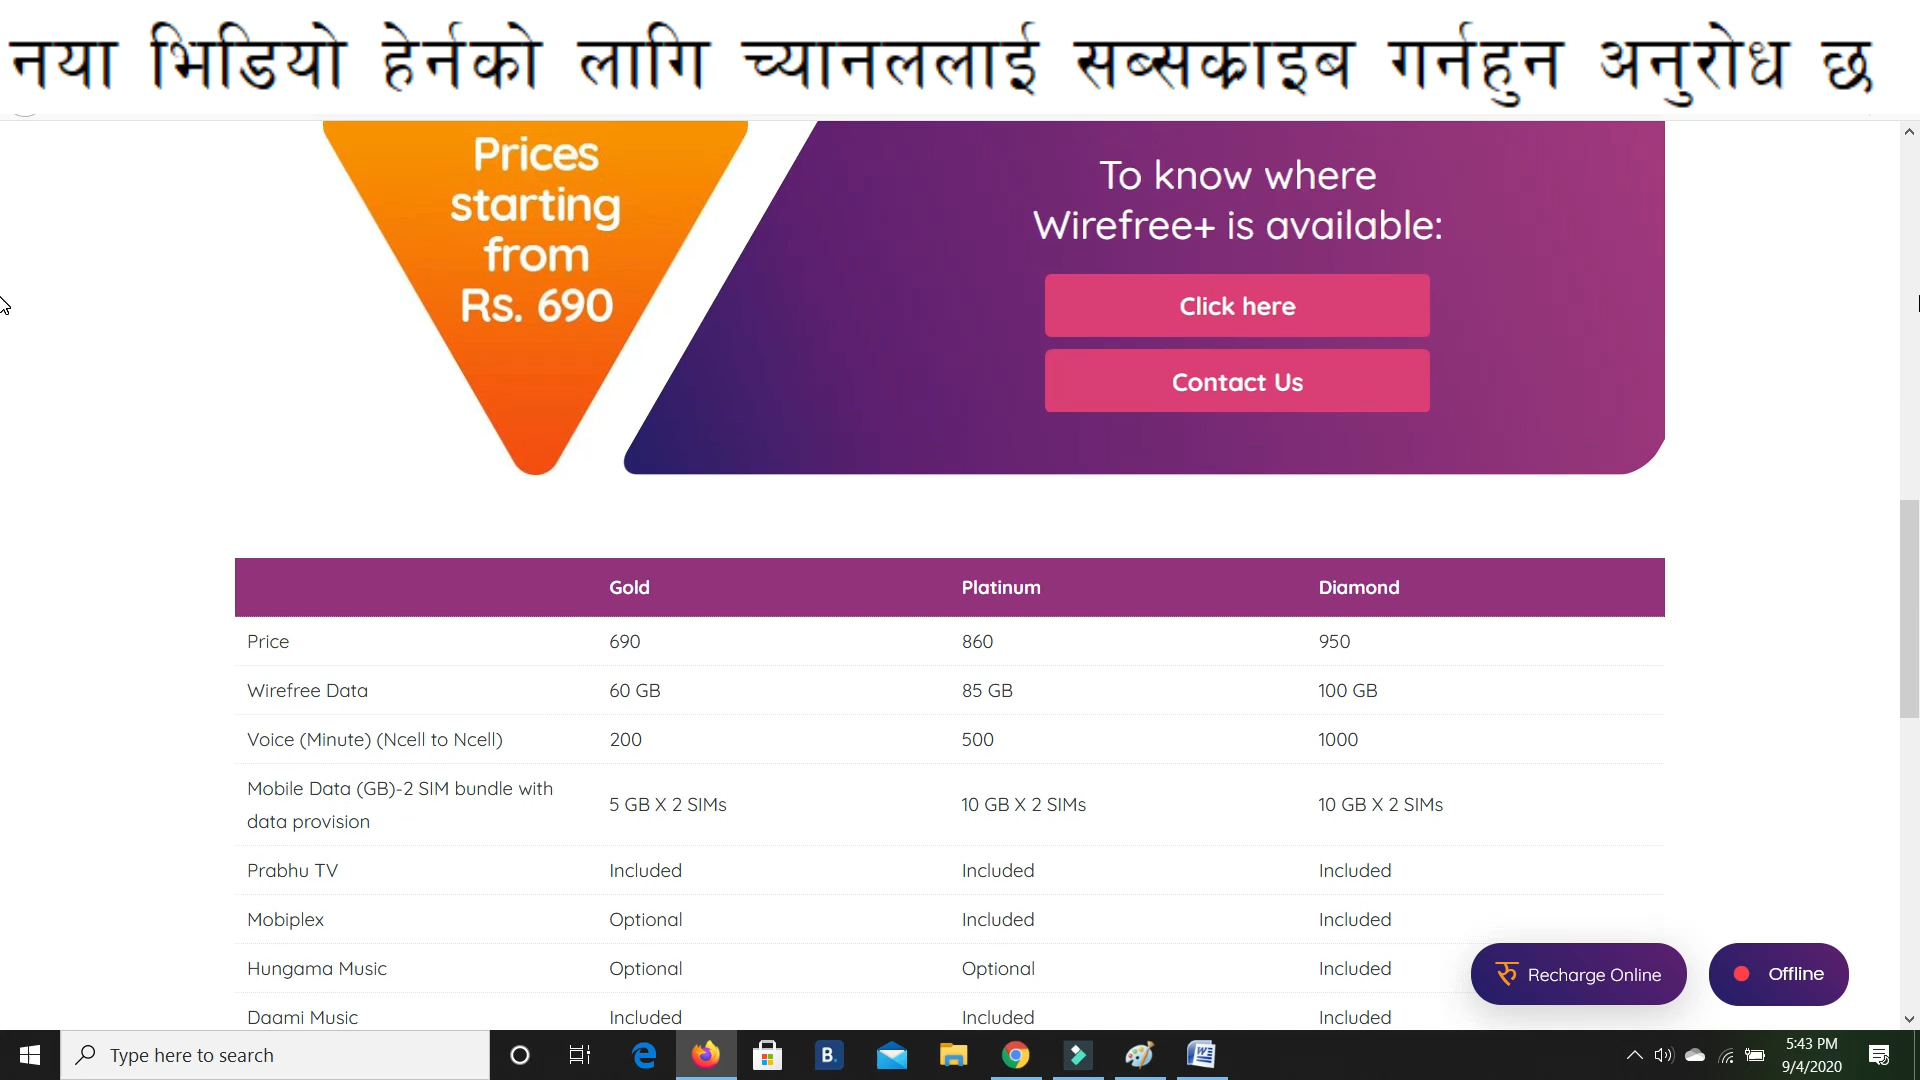 नया भिडियो हेर्नको लागि च्यानललाई सब्सक्राइब गर्नहुन अनुरोध छ
Prices
starting
from
Rs. 690
To know where
Wirefree+ is available:
Click here
Contact Us
Gold Platinum Diamond
Price 690 860 950
Wirefree Data 60 GB 85 GB 100 GB
Voice (Minute) (Ncell to Ncell) 200 500 1000
Mobile Data (GB)-2 SIM bundle with
data provision 5 GB X 2 SIMs 10 GB X 2 SIMs 10 GB X 2 SIMs
Prabhu TV Included Included Included
Mobiplex Optional Included Included
Hungama Music Optional Optional Included
Daami Music Included Included Included
रु Recharge Online
Offline
Type here to search
B.
5:43 PM
9/4/2020